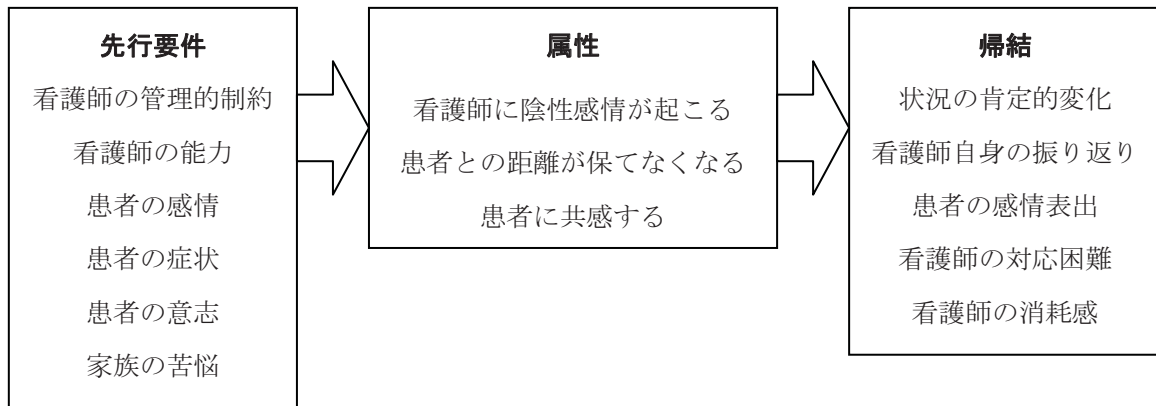 先行要件
看護師の管理的制約
看護師の能力
患者の感情
患者の症状
患者の意志
家族の苦悩
属性
看護師に陰性感情が起こる
患者との距離が保てなくなる
患者に共感する
帰結
状況の肯定的変化
看護師自身の振り返り
患者の感情表出
看護師の対応困難
看護師の消耗感